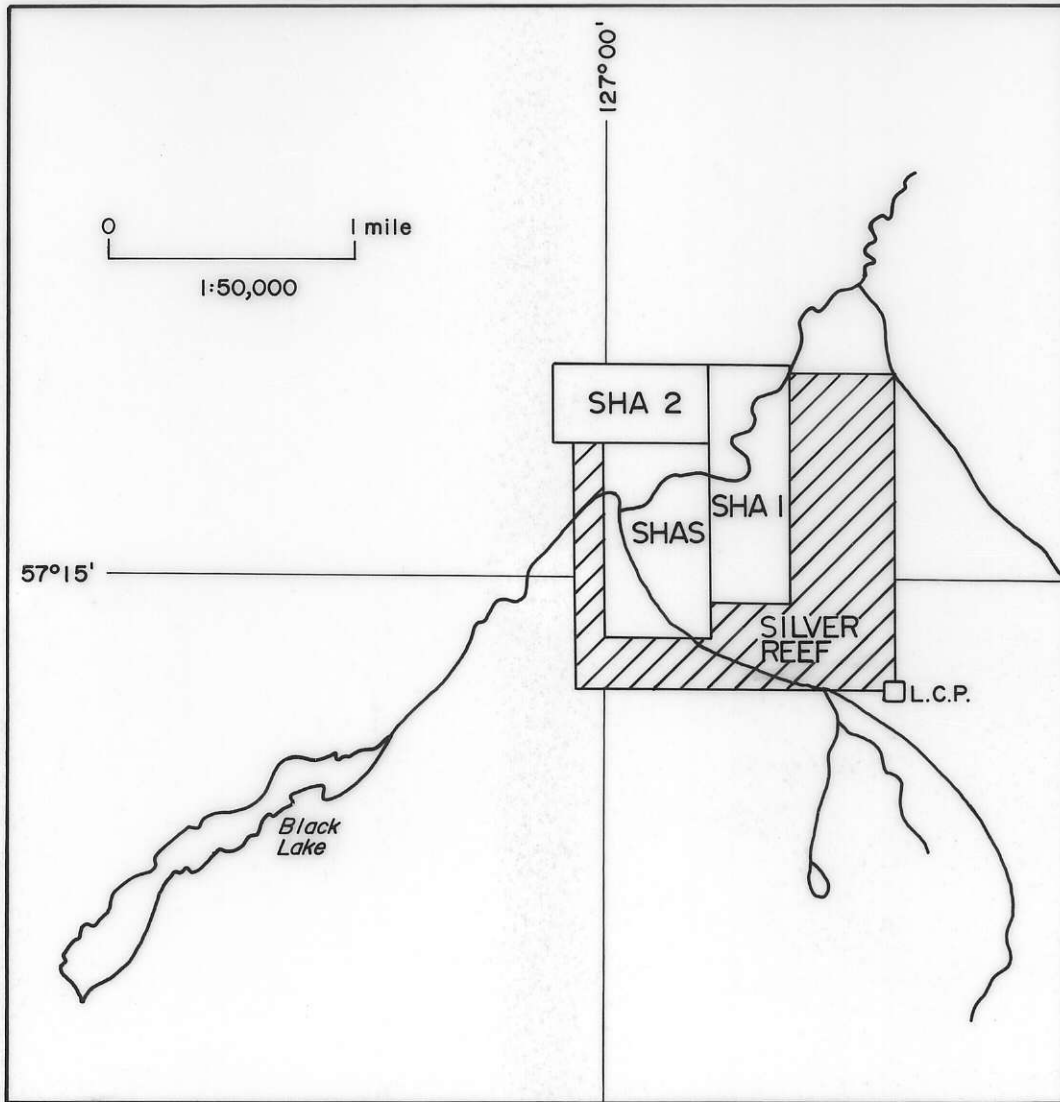 127°00'
0 1 mile
1:50,000
SHA 2
SHA 1
SHAS
57°15'
SILVER
REEF
L.C.P.
Black
Lake